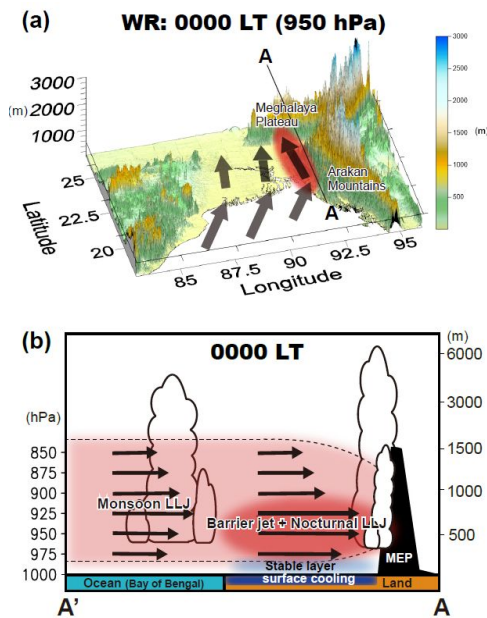 (a)
WR: 0000 LT (950 hPa)
A
3000
2000
1000
(m)
Meghalaya
Plateau
Arakan
Mountains
A'
25
22.5
20
Latitude
85
87.5
90
92.5
95
Longitude
3000
2500
2000
1500
1000
500
(m)
(b)
0000 LT
(hPa)
850
875
900
925
950
975
1000
(m)
6000
3000
1500
1000
500
Monsoon LLJ
Barrier jet + Nocturnal LLJ
Stable layer
surface cooling
MEP
Ocean (Bay of Bengal)
Land
A'
A